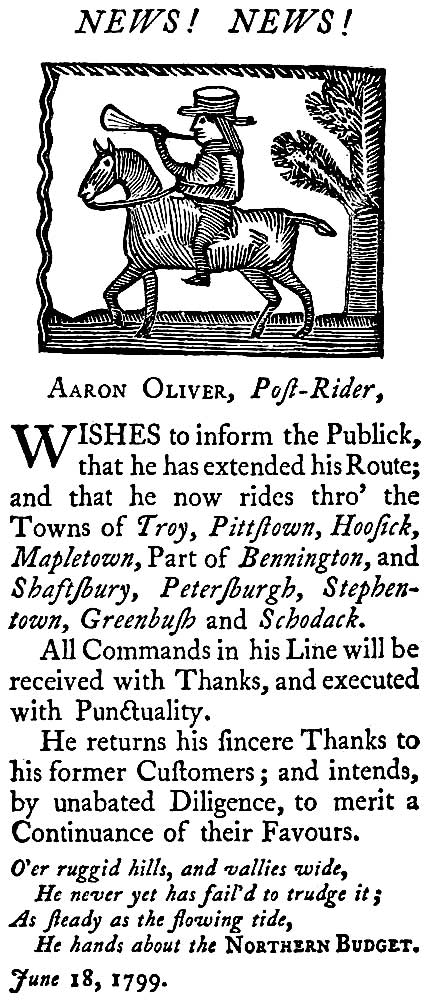 NEWS! NEWS!
AARON OLIVER, Poſt-Rider,
WISHES to inform the Publick,
that he has extended his Route;
and that he now rides thro' the
Towns of Troy, Pittſtown, Hooſick,
Mapletown, Part of Bennington, and
Shaftſbury, Peterſburgh, Stephen-
town, Greenbuſh and Schodack.
All Commands in his Line will be
received with Thanks, and executed
with Punctuality.
He returns his ſincere Thanks to
his former Cuſtomers; and intends,
by unabated Diligence, to merit a
Continuance of their Favours.
O'er ruggid hills, and vallies wide,
He never yet has fail'd to trudge it;
As ſteady as the flowing tide,
He hands about the NORTHERN BUDGET.
June 18, 1799.